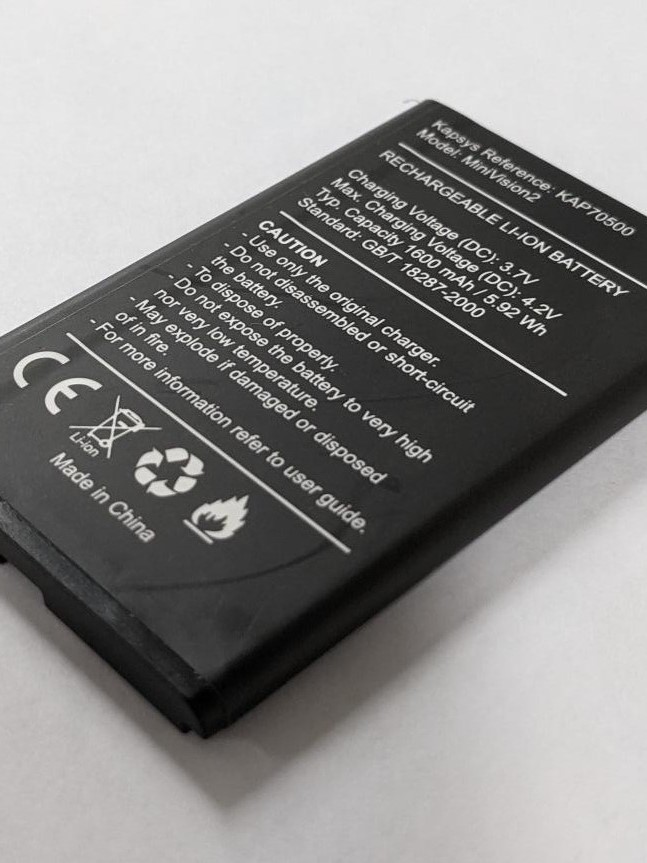 Kapsys Reference: KAP70500
Model: MiniVision2
RECHARGEABLE LI-ION BATTERY
Charging Voltage (DC): 3.7V
Max. Charging Voltage (DC): 4.2V
Typ. Capacity 1600 mAh / 5.92 Wh
Standard: GB/T 18287-2000
CAUTION
- Use only the original charger.
- Do not disassembled or short-circuit
the battery.
- To dispose of properly.
- Do not expose the battery to very high
nor very low temperature.
- May explode if damaged or disposed
of in fire.
- For more information refer to user guide.
CE
Li-ion
Made in China